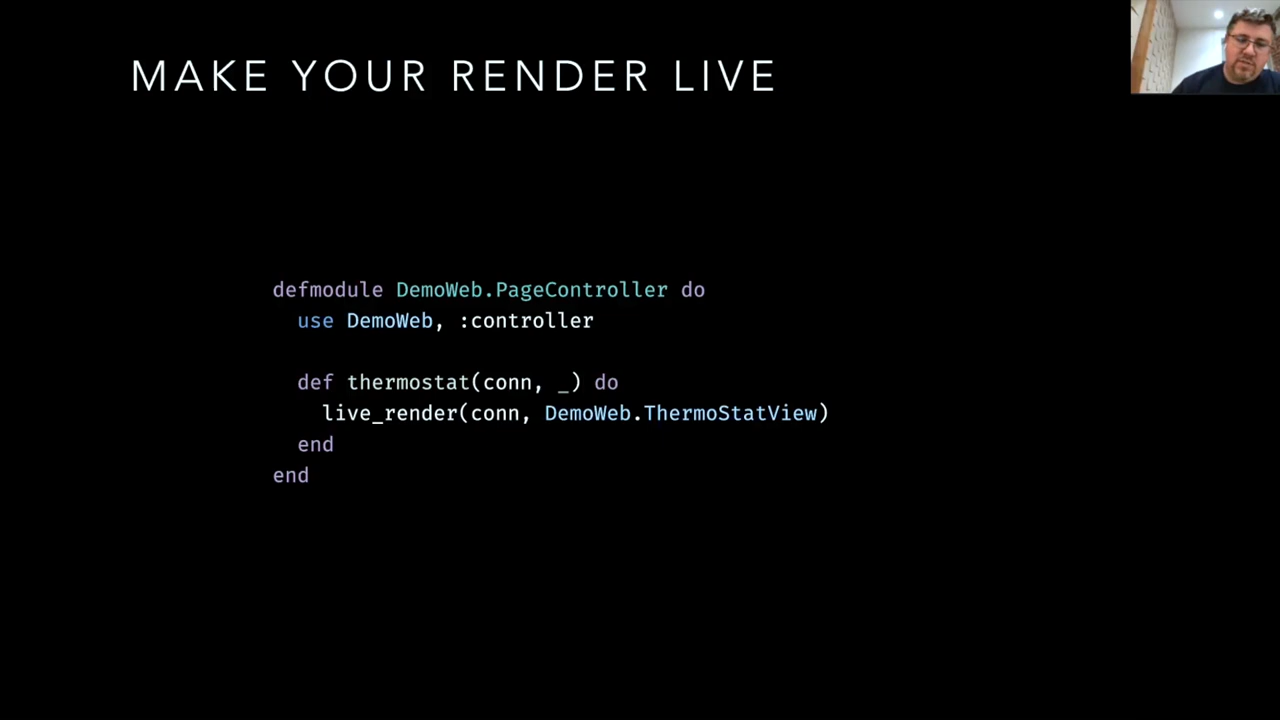 MAKE YOUR RENDER LIVE
defmodule DemoWeb.PageController do
  use DemoWeb, :controller
  def thermostat(conn, _) do
    live_render(conn, DemoWeb.ThermoStatView)
  end
end